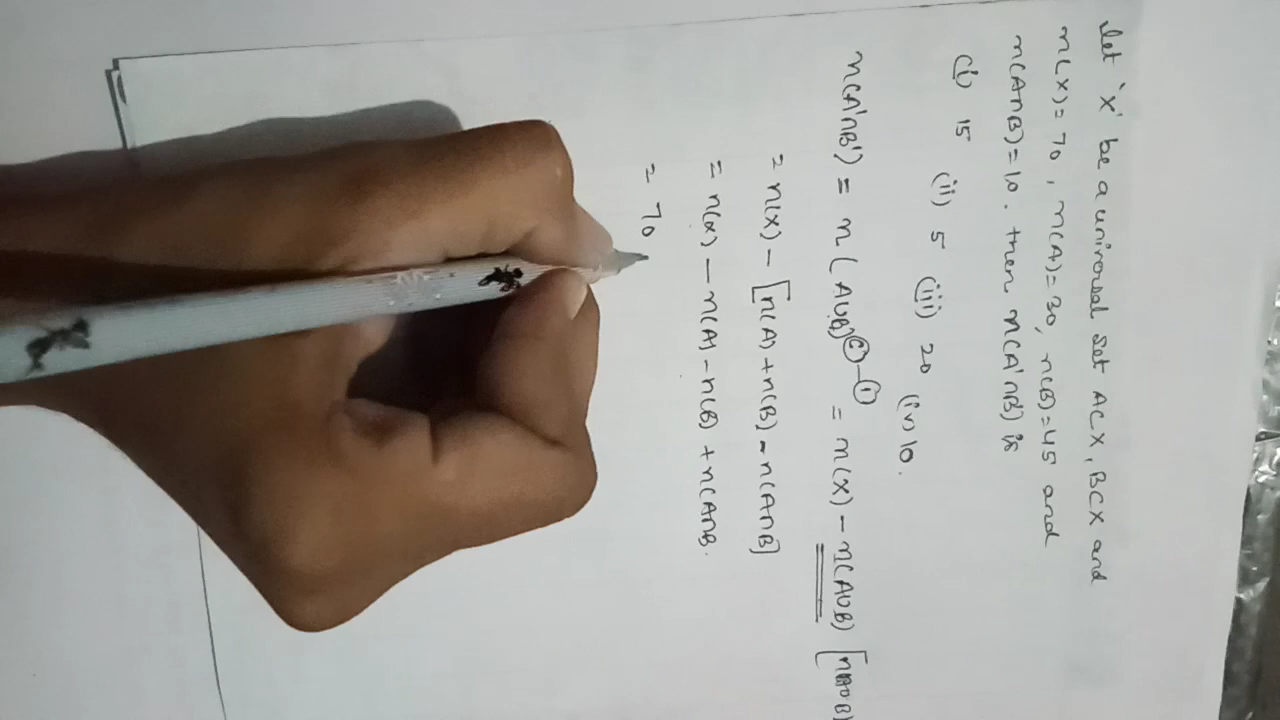 Let 'X' be a universal set A⊂X, B⊂X and
n(X)=70, n(A)=30, n(B)=45 and
n(A∩B)=10. then n(A'∩B') is
(i) 15 (ii) 5 (iii) 20 (iv) 10.
n(A'∩B') = n(A∪B)ᶜ - ① = n(X) - n(A∪B) [n(A∪B)
= n(X) - [n(A)+n(B)-n(A∩B]
= n(x) - n(A) - n(B) + n(A∩B.
= 70